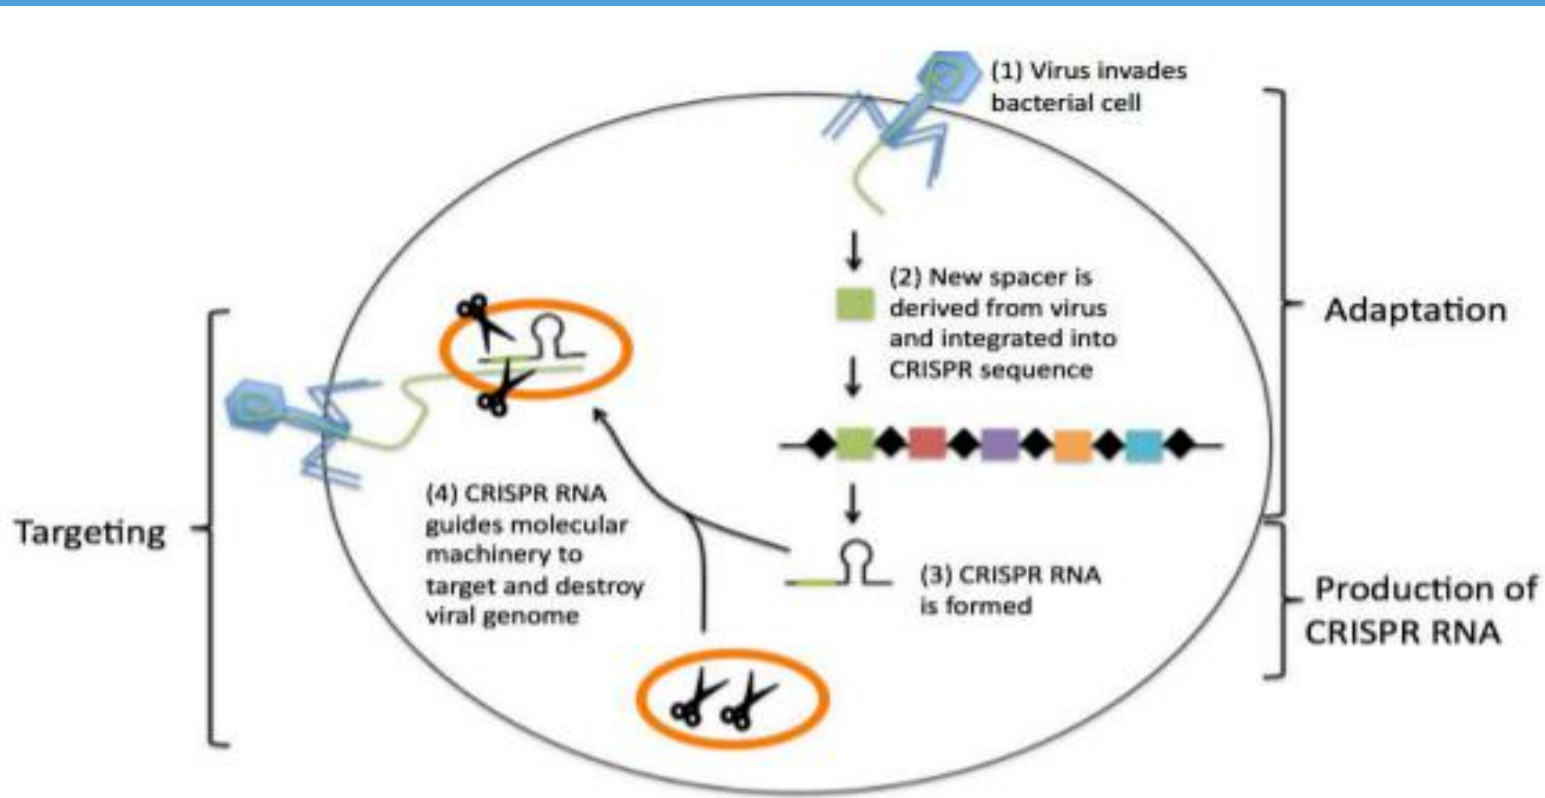 (1) Virus invades
bacterial cell
(2) New spacer is
derived from virus
and integrated into
CRISPR sequence
Adaptation
(3) CRISPR RNA
is formed
Production of
CRISPR RNA
(4) CRISPR RNA
guides molecular
machinery to
target and destroy
viral genome
Targeting